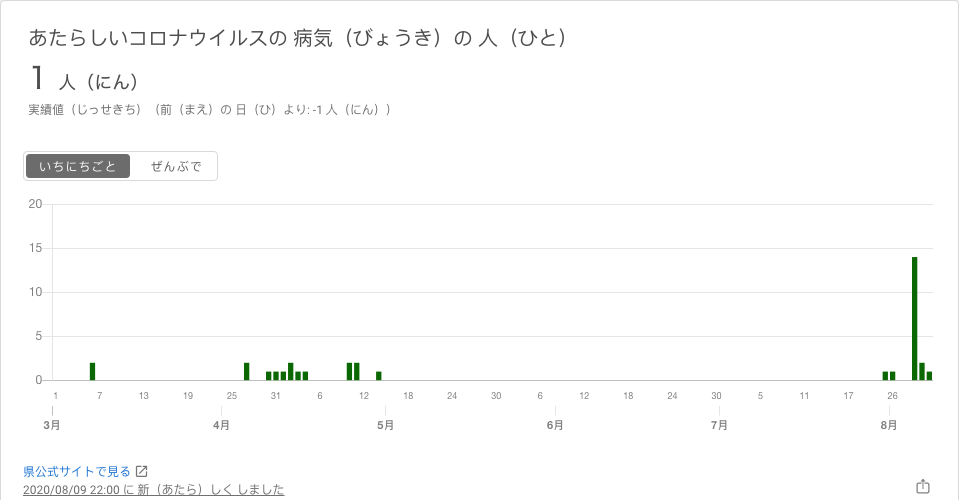 あたらしいコロナウイルスの 病気（びょうき）の 人（ひと）
1 人（にん）
実績値（じっせきち）（前（まえ）の 日（ひ）より: -1 人（にん））
いちにちごと ぜんぶで
20
15
10
5
0
1 7 13 19 25 31 6 12 18 24 30 6 12 18 24 30 5 11 17 26
3月 4月 5月 6月 7月 8月
県公式サイトで見る
2020/08/09 22:00 に 新（あたら）しく しました